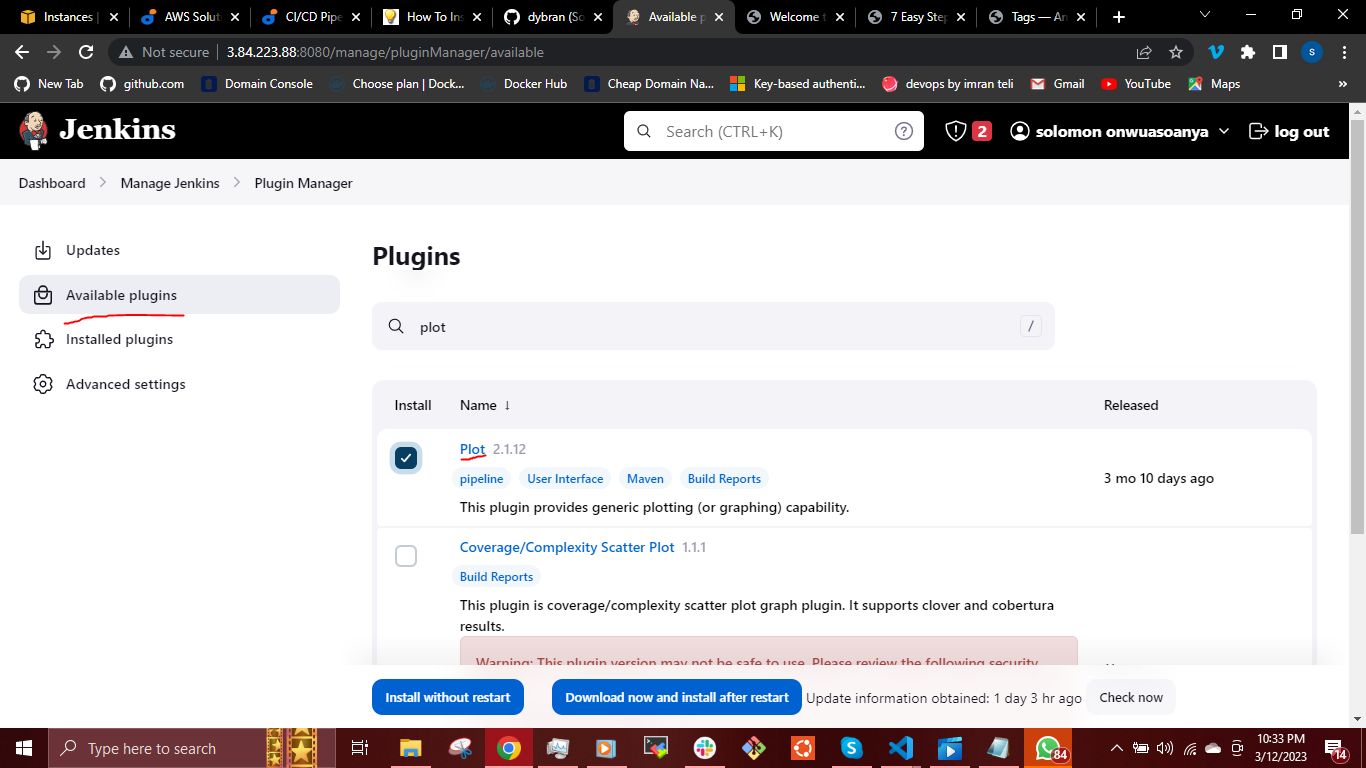 Instances |
AWS Soluti
CI/CD Pipe
How To Ins
dybran (So
Available p
Welcome t
7 Easy Step
Tags — An
Not secure
3.84.223.88:8080/manage/pluginManager/available
s
New Tab
github.com
Domain Console
Choose plan | Dock...
Docker Hub
Cheap Domain Na...
Key-based authenti...
devops by imran teli
Gmail
YouTube
Maps
»
Jenkins
Search (CTRL+K)
?
2
solomon onwuasoanya
log out
Dashboard
Manage Jenkins
Plugin Manager
Updates
Available plugins
Installed plugins
Advanced settings
Plugins
plot
/
Install Name ↓ Released
Plot 2.1.12
pipeline User Interface Maven Build Reports
3 mo 10 days ago
This plugin provides generic plotting (or graphing) capability.
Coverage/Complexity Scatter Plot 1.1.1
Build Reports
This plugin is coverage/complexity scatter plot graph plugin. It supports clover and cobertura
results.
Warning: This plugin version may not be safe to use. Please review the following security
Install without restart
Download now and install after restart
Update information obtained: 1 day 3 hr ago
Check now
Type here to search
84
10:33 PM
3/12/2023
14